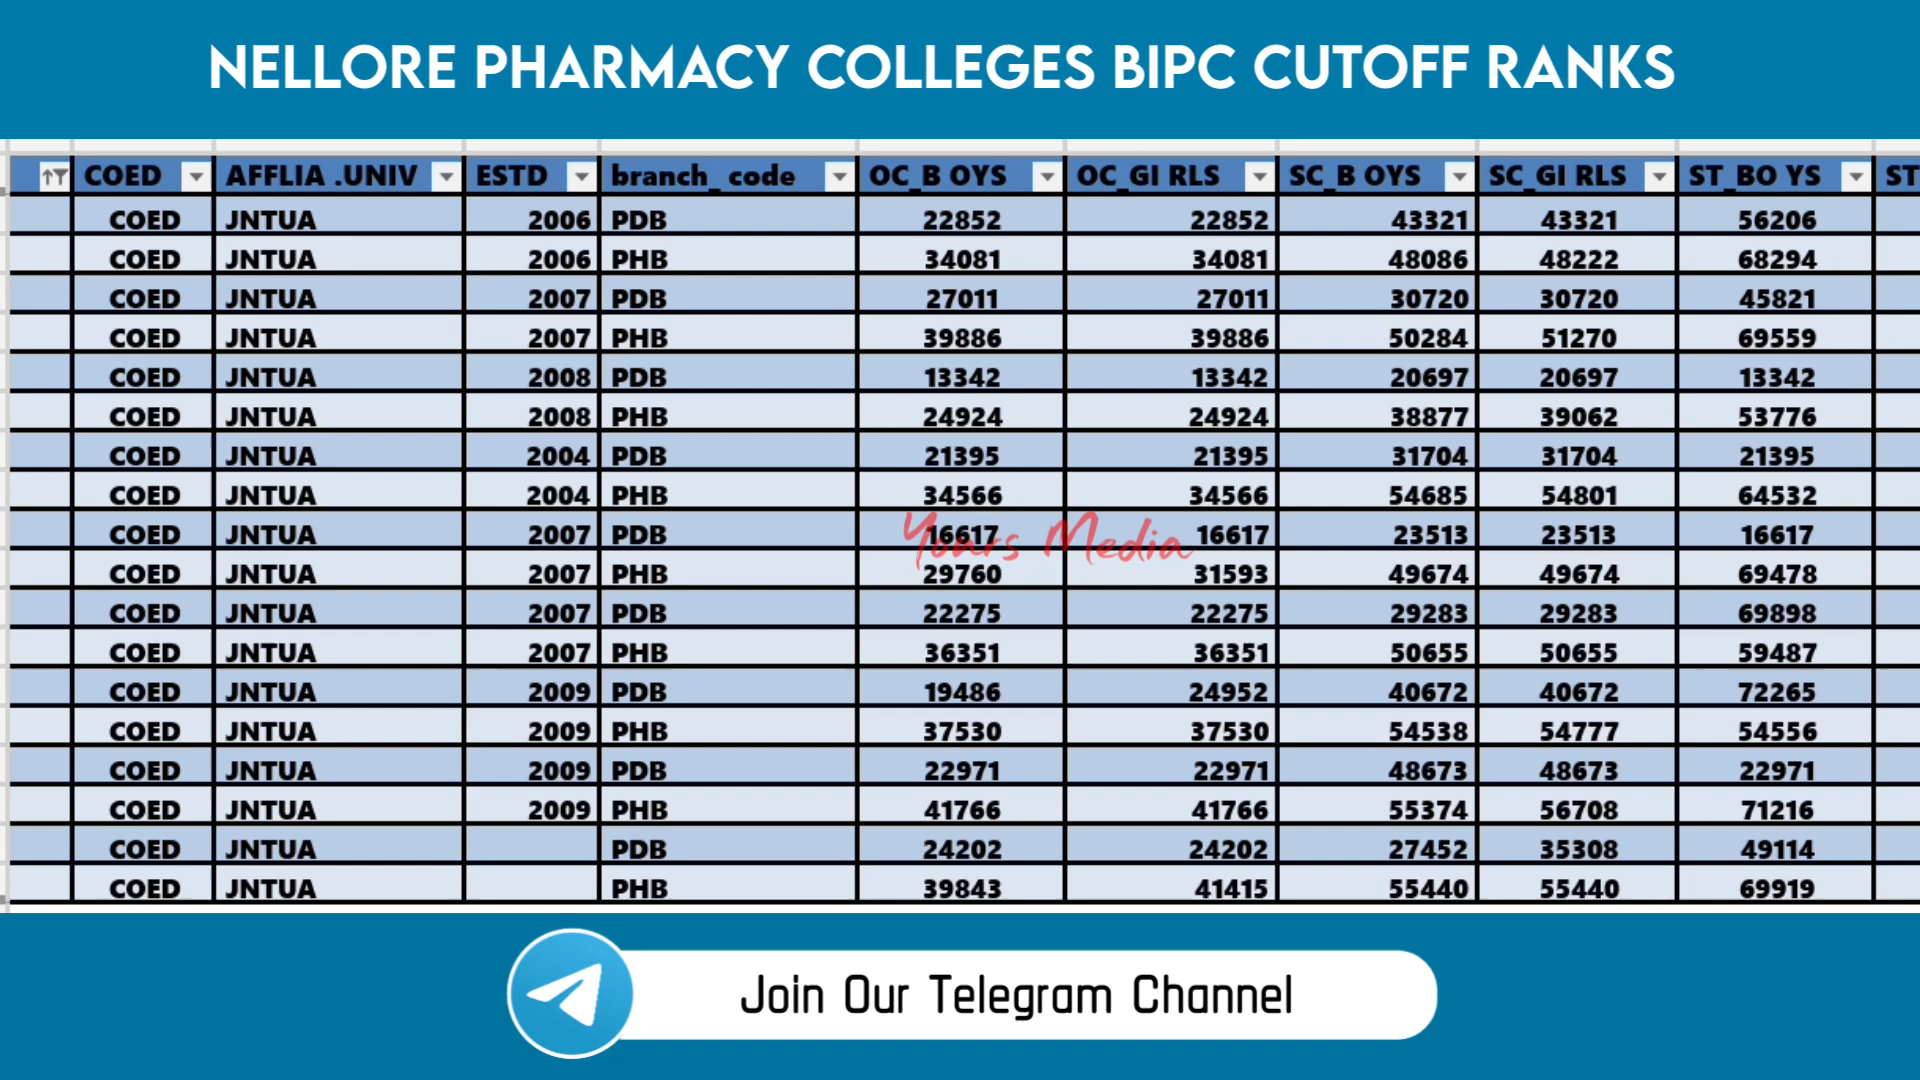 NELLORE PHARMACY COLLEGES BIPC CUTOFF RANKS
COED AFFLIA .UNIV ESTD branch_ code OC_B OYS OC_GI RLS SC_B OYS SC_GI RLS ST_BO YS ST
COED JNTUA 2006 PDB 22852 22852 43321 43321 56206
COED JNTUA 2006 PHB 34081 34081 48086 48222 68294
COED JNTUA 2007 PDB 27011 27011 30720 30720 45821
COED JNTUA 2007 PHB 39886 39886 50284 51270 69559
COED JNTUA 2008 PDB 13342 13342 20697 20697 13342
COED JNTUA 2008 PHB 24924 24924 38877 39062 53776
COED JNTUA 2004 PDB 21395 21395 31704 31704 21395
COED JNTUA 2004 PHB 34566 34566 54685 54801 64532
COED JNTUA 2007 PDB 16617 16617 23513 23513 16617
Yours Media
COED JNTUA 2007 PHB 29760 31593 49674 49674 69478
COED JNTUA 2007 PDB 22275 22275 29283 29283 69898
COED JNTUA 2007 PHB 36351 36351 50655 50655 59487
COED JNTUA 2009 PDB 19486 24952 40672 40672 72265
COED JNTUA 2009 PHB 37530 37530 54538 54777 54556
COED JNTUA 2009 PDB 22971 22971 48673 48673 22971
COED JNTUA 2009 PHB 41766 41766 55374 56708 71216
COED JNTUA PDB 24202 24202 27452 35308 49114
COED JNTUA PHB 39843 41415 55440 55440 69919
Join Our Telegram Channel